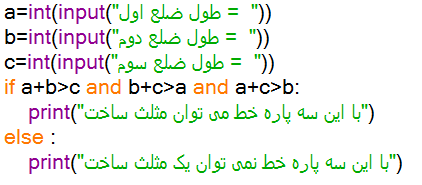 a=int(input("طول ضلع اول = "))
b=int(input("طول ضلع دوم = "))
c=int(input("طول ضلع سوم = "))
if a+b>c and b+c>a and a+c>b:
    print("با این سه پاره خط می توان مثلث ساخت")
else :
    print("با این سه پاره خط نمی توان یک مثلث ساخت")